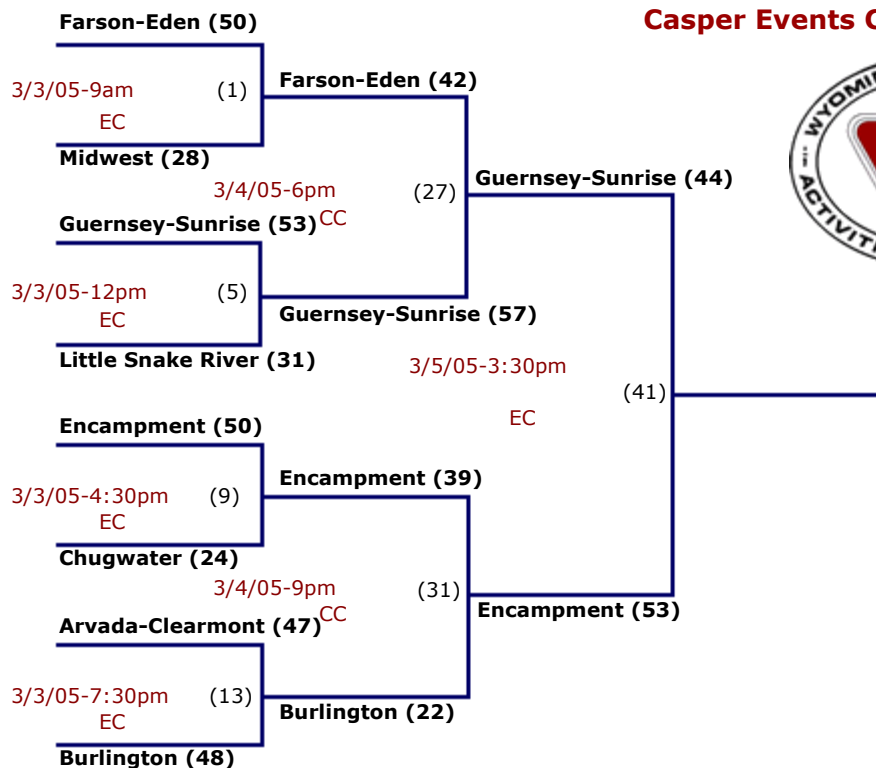 Farson-Eden (50)
Casper Events C
3/3/05-9am
(1)
Farson-Eden (42)
EC
Midwest (28)
3/4/05-6pm
(27)
Guernsey-Sunrise (44)
CC
Guernsey-Sunrise (53)
3/3/05-12pm
(5)
EC
Guernsey-Sunrise (57)
Little Snake River (31)
3/5/05-3:30pm
(41)
EC
Encampment (50)
Encampment (39)
3/3/05-4:30pm
(9)
EC
Chugwater (24)
3/4/05-9pm
(31)
CC
Encampment (53)
Arvada-Clearmont (47)
3/3/05-7:30pm
(13)
EC
Burlington (22)
Burlington (48)
WYOMIN
ACTIVITI